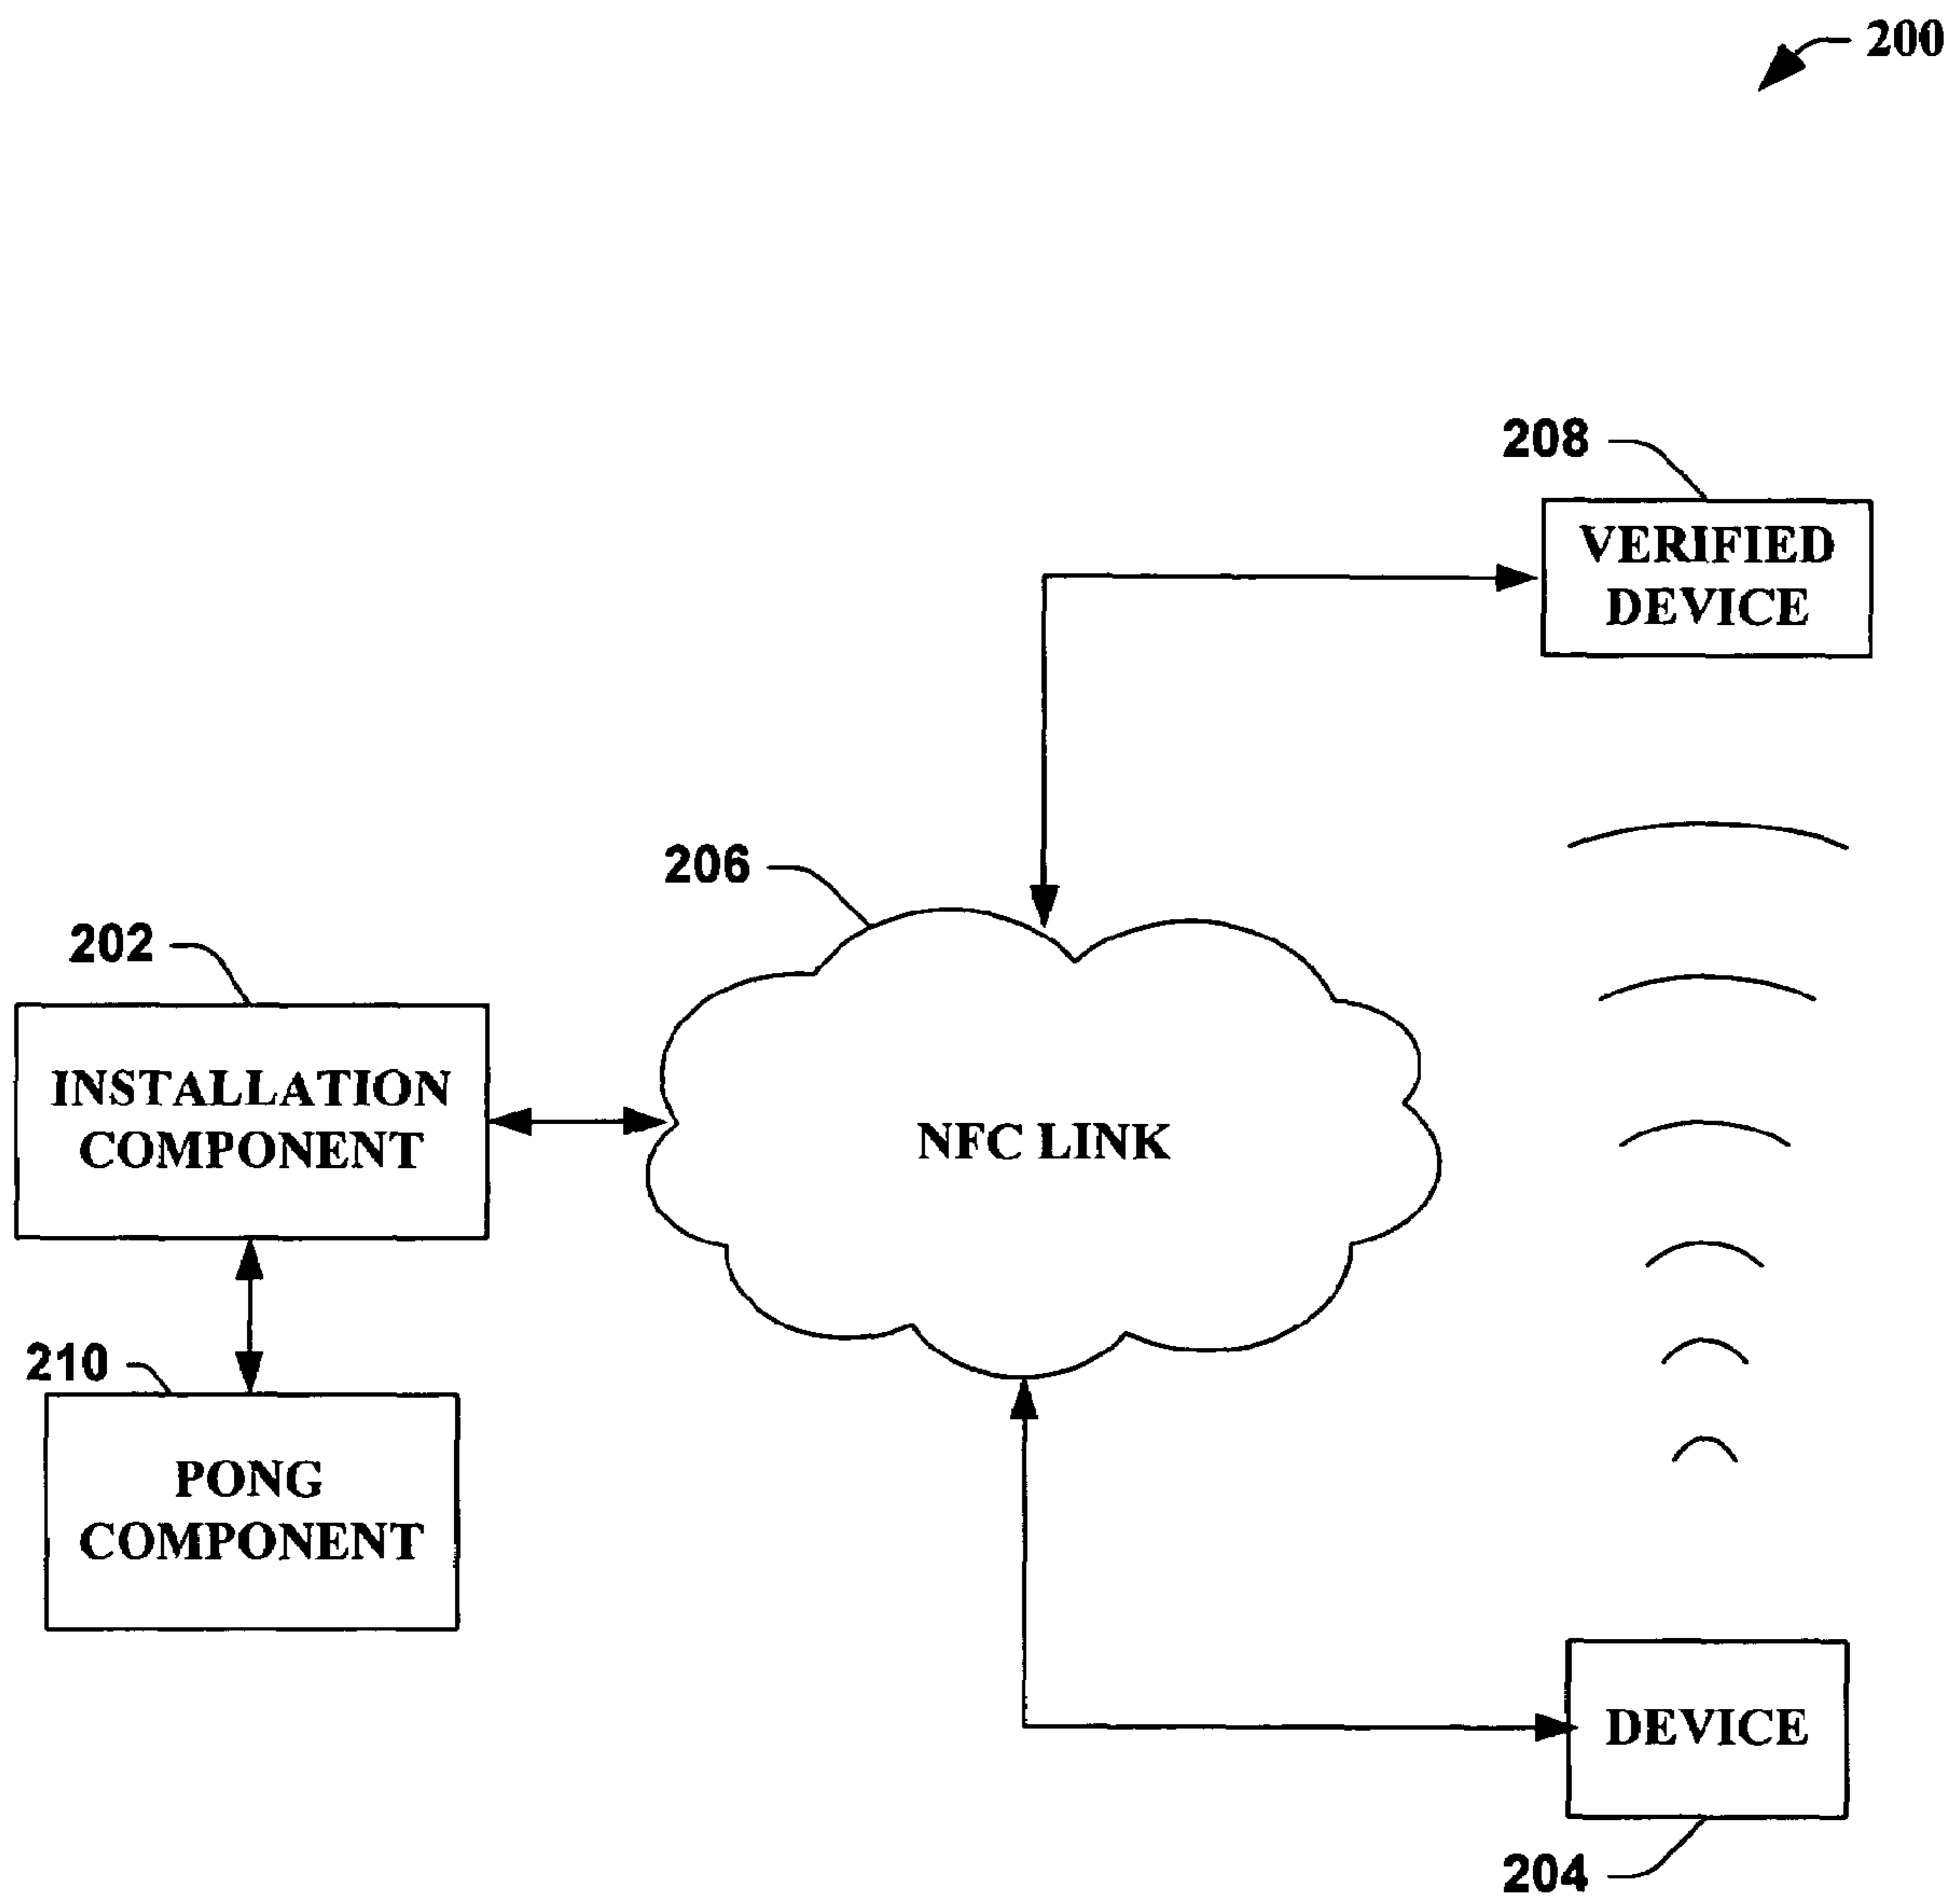 200
208
VERIFIED
DEVICE
206
202
INSTALLATION
COMPONENT
NFC LINK
210
PONG
COMPONENT
DEVICE
204